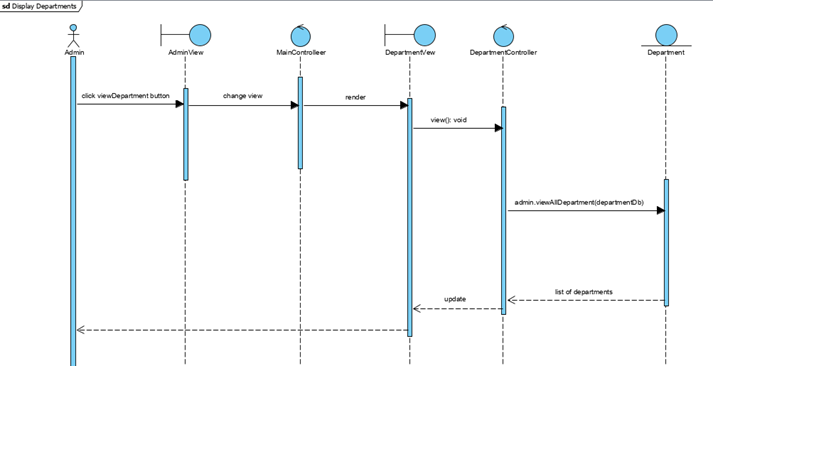 sd Display Departments
Admin
AdminView
MainControlleer
DepartmentVew
DepartmentController
Department
click viewDepartment button
change view
render
view(): void
admin.viewAllDepartment(departmentDb)
list of departments
update